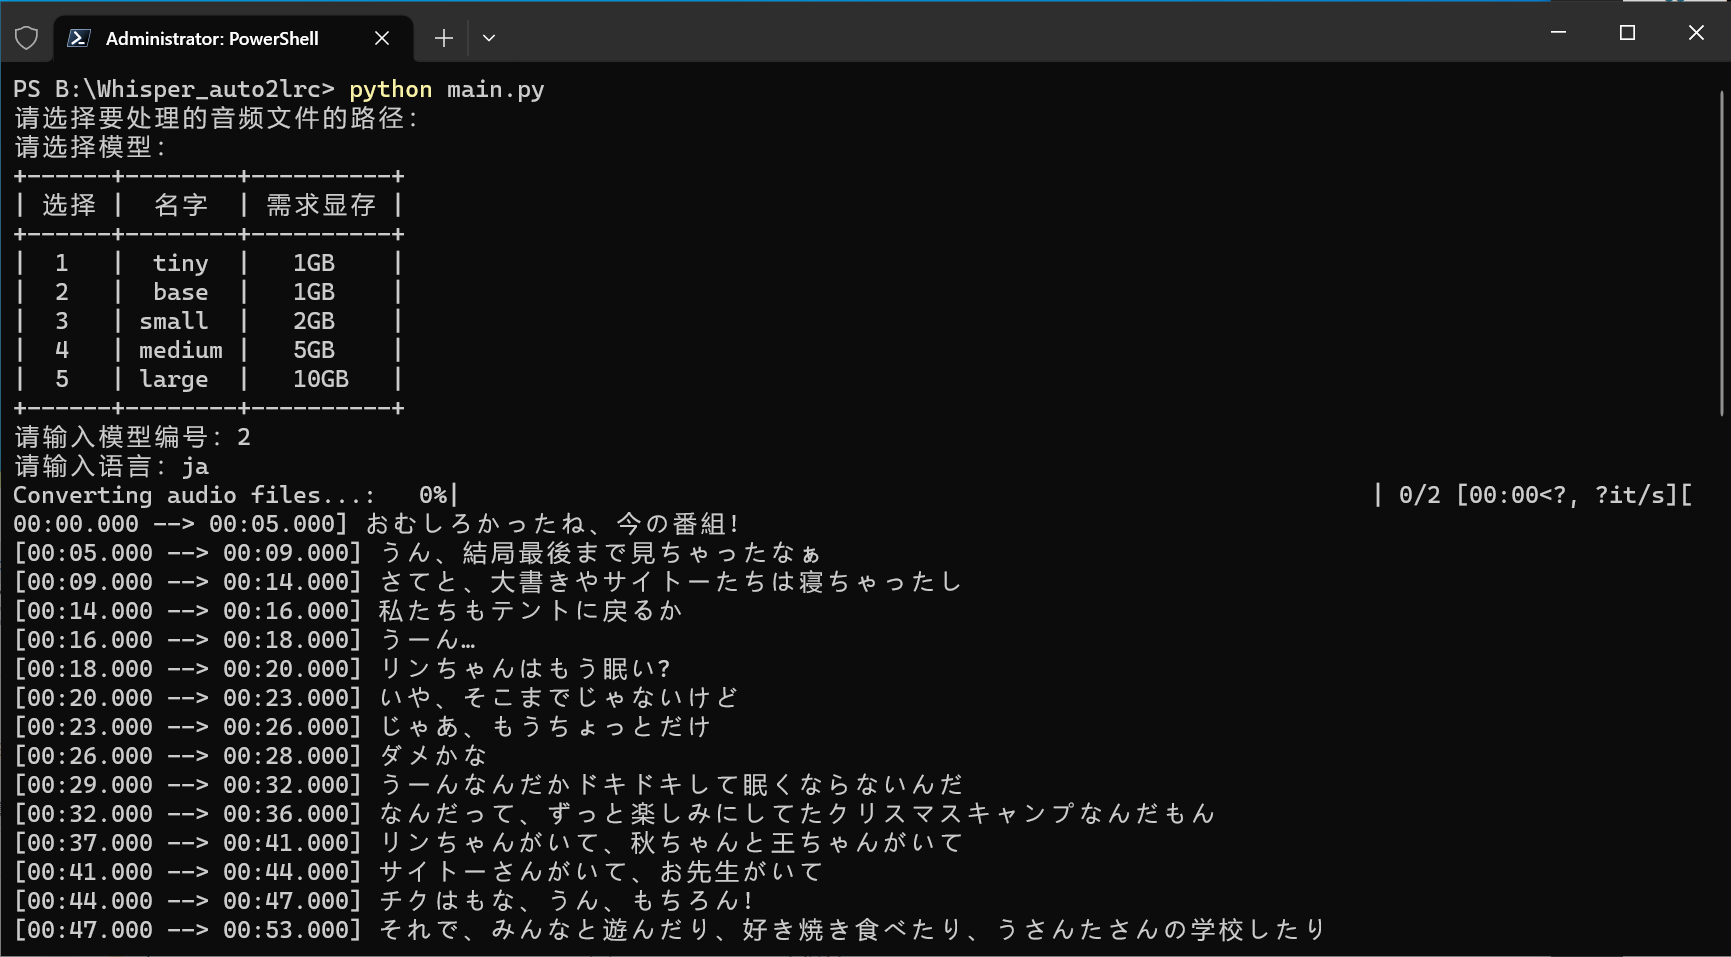 Administrator: PowerShell
PS B:\Whisper_auto2lrc> python main.py
请选择要处理的音频文件的路径：
请选择模型：
+------+--------+----------+
| 选择 |  名字  | 需求显存 |
+------+--------+----------+
|  1   |  tiny  |   1GB    |
|  2   |  base  |   1GB    |
|  3   | small  |   2GB    |
|  4   | medium |   5GB    |
|  5   | large  |   10GB   |
+------+--------+----------+
请输入模型编号：2
请输入语言：ja
Converting audio files...:   0%|                                                                  | 0/2 [00:00<?, ?it/s][
00:00.000 --> 00:05.000] おむしろかったね、今の番組!
[00:05.000 --> 00:09.000] うん、結局最後まで見ちゃったなぁ
[00:09.000 --> 00:14.000] さてと、大書きやサイトーたちは寝ちゃったし
[00:14.000 --> 00:16.000] 私たちもテントに戻るか
[00:16.000 --> 00:18.000] うーん…
[00:18.000 --> 00:20.000] リンちゃんはもう眠い?
[00:20.000 --> 00:23.000] いや、そこまでじゃないけど
[00:23.000 --> 00:26.000] じゃあ、もうちょっとだけ
[00:26.000 --> 00:28.000] ダメかな
[00:29.000 --> 00:32.000] うーんなんだかドキドキして眠くならないんだ
[00:32.000 --> 00:36.000] なんだって、ずっと楽しみにしてたクリスマスキャンプなんだもん
[00:37.000 --> 00:41.000] リンちゃんがいて、秋ちゃんと王ちゃんがいて
[00:41.000 --> 00:44.000] サイトーさんがいて、お先生がいて
[00:44.000 --> 00:47.000] チクはもな、うん、もちろん!
[00:47.000 --> 00:53.000] それで、みんなと遊んだり、好き焼き食べたり、うさんたさんの学校したり